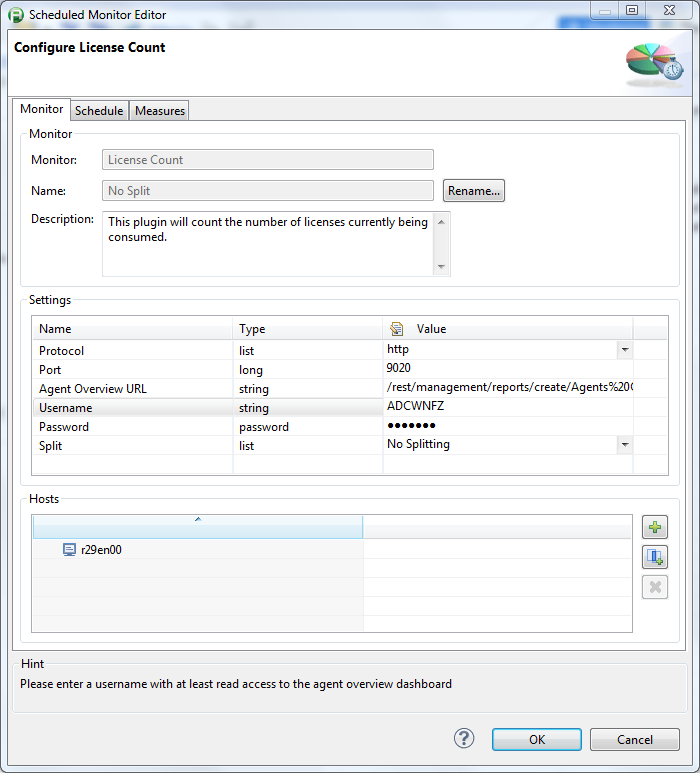 Scheduled Monitor Editor
Configure License Count
Monitor Schedule Measures
Monitor
Monitor: License Count
Name: No Split Rename...
Description: This plugin will count the number of licenses currently being
consumed.
Settings
Name Type Value
Protocol list http
Port long 9020
Agent Overview URL string /rest/management/reports/create/Agents%20
Username string ADCWNFZ
Password password ●●●●●●●
Split list No Splitting
Hosts
r29en00
Hint
Please enter a username with at least read access to the agent overview dashboard
? OK Cancel